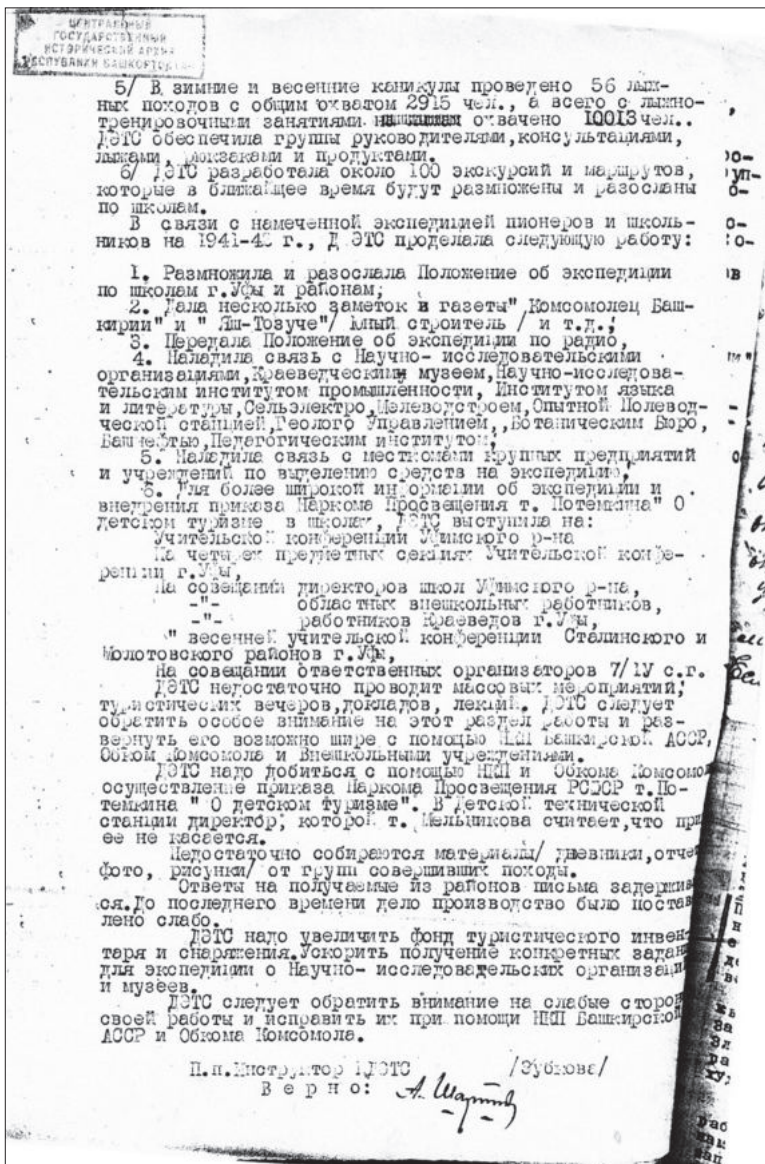 ЦЕНТРАЛЬНЫЙ
ГОСУДАРСТВЕННЫЙ
ИСТОРИЧЕСКИЙ АРХИВ
РЕСПУБЛИКИ БАШКОРТОСТАН
5/ В зимние и весенние каникулы проведено 56 лыж-
ных походов с общим охватом 2915 чел., а всего с лыжно-
тренировочными занятиями охвачено 10013 чел..
ДЭТС обеспечила группы руководителями,консультациями,
лыжами, рюкзаками и продуктами.
6/ ДЭТС разработала около 100 экскурсий и маршрутов,
которые в ближайщее время будут размножены и разосланы
по школам.
В связи с намеченной экспедицией пионеров и школь-
ников на 1941-42 г., Д ЭТС проделала следующую работу:
1. Размножила и разослала Положение об экспедиции
по школам г.Уфы и районам;
2. Дала несколько заметок в газеты" Комсомолец Баш-
кирии" и " Яш-Тозуче"/ Юный строитель / и т.д.,;
3. Передала Положение об экспедиции по радио,
4. Наладила связь с Научно- исследовательскими
организациями,Краеведческим музеем,Научно-исследова-
тельским институтом промышленности, Институтом языка
и литературы,Сельэлектро,Мелеводстроем,Опытной Полевод-
ческой станцией,Геолого Управлением,,Ботаническим Бюро,
Башнефтью,Педагогическим институтом,
5. Наладила связь с месткомами крупных предприятий
и учреждений по выделению средств на экспедицию,
6. Для более широкой информации об экспедиции и
внедрения приказа Наркома Просвещения т. Потемкина" О
детском туризме в школах, ДЭТС выступила на:
Учительской конференции Уфимского р-на
На четырех предметных секциях Учительской конфе-
ренции г.Уфы,
На совещании директоров школ Уфимского р-на,
-"- областных внешкольных работников,
-"- работников Краеведов г.Уфы,
" весенней учительской конференции Сталинского и
Молотовского районов г.Уфы,
На совещании ответственных организаторов 7/1У с.г.
ДЭТС недостаточно проводит массовых мероприятий,
туристических вечеров,докладов, лекций. ДЭТС следует
обратить особое внимание на этот раздел работы и раз-
вернуть его возможно шире с помощью НКП Башкирской АССР,
Обком Комсомола и Внешкольными учреждениями.
ДЭТС надо добиться с помощью НКП и Обкома Комсомол
осуществление приказа Наркома Просвещения РСФСР т.По-
темкина " О детском туризме". В Детской технической
станции директор, которой т. Мельникова считает,что при
ее не касается.
Недостаточно собираются материалы/ дневники,отче
фото, рисунки/ от групп совершивших походы.
Ответы на получаемые из районов письма задержив
ся.До последнего времени дело производство было постав
лено слабо.
ДЭТС надо увеличить фонд туристического инвен
таря и снаряжения.Ускорить получение конкретных задан
для экспедиции о Научно- исследовательских организаци
и музеев.
ДЭТС следует обратить внимание на слабые сторон
своей работы и исправить их при помощи НКП Башкирской
АССР и Обкома Комсомола.
П.п.Инструктор ДЭТС /Зубкова/
В е р н о :